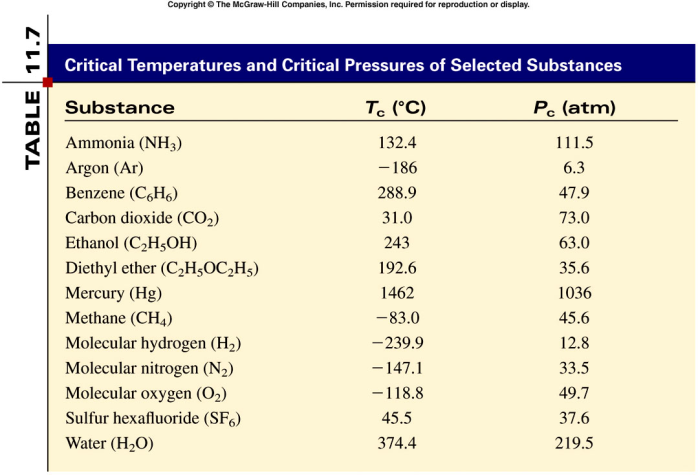 Copyright © The McGraw-Hill Companies, Inc. Permission required for reproduction or display.
TABLE 11.7
Critical Temperatures and Critical Pressures of Selected Substances
Substance T_c (°C) P_c (atm)
Ammonia (NH₃) 132.4 111.5
Argon (Ar) −186 6.3
Benzene (C₆H₆) 288.9 47.9
Carbon dioxide (CO₂) 31.0 73.0
Ethanol (C₂H₅OH) 243 63.0
Diethyl ether (C₂H₅OC₂H₅) 192.6 35.6
Mercury (Hg) 1462 1036
Methane (CH₄) −83.0 45.6
Molecular hydrogen (H₂) −239.9 12.8
Molecular nitrogen (N₂) −147.1 33.5
Molecular oxygen (O₂) −118.8 49.7
Sulfur hexafluoride (SF₆) 45.5 37.6
Water (H₂O) 374.4 219.5